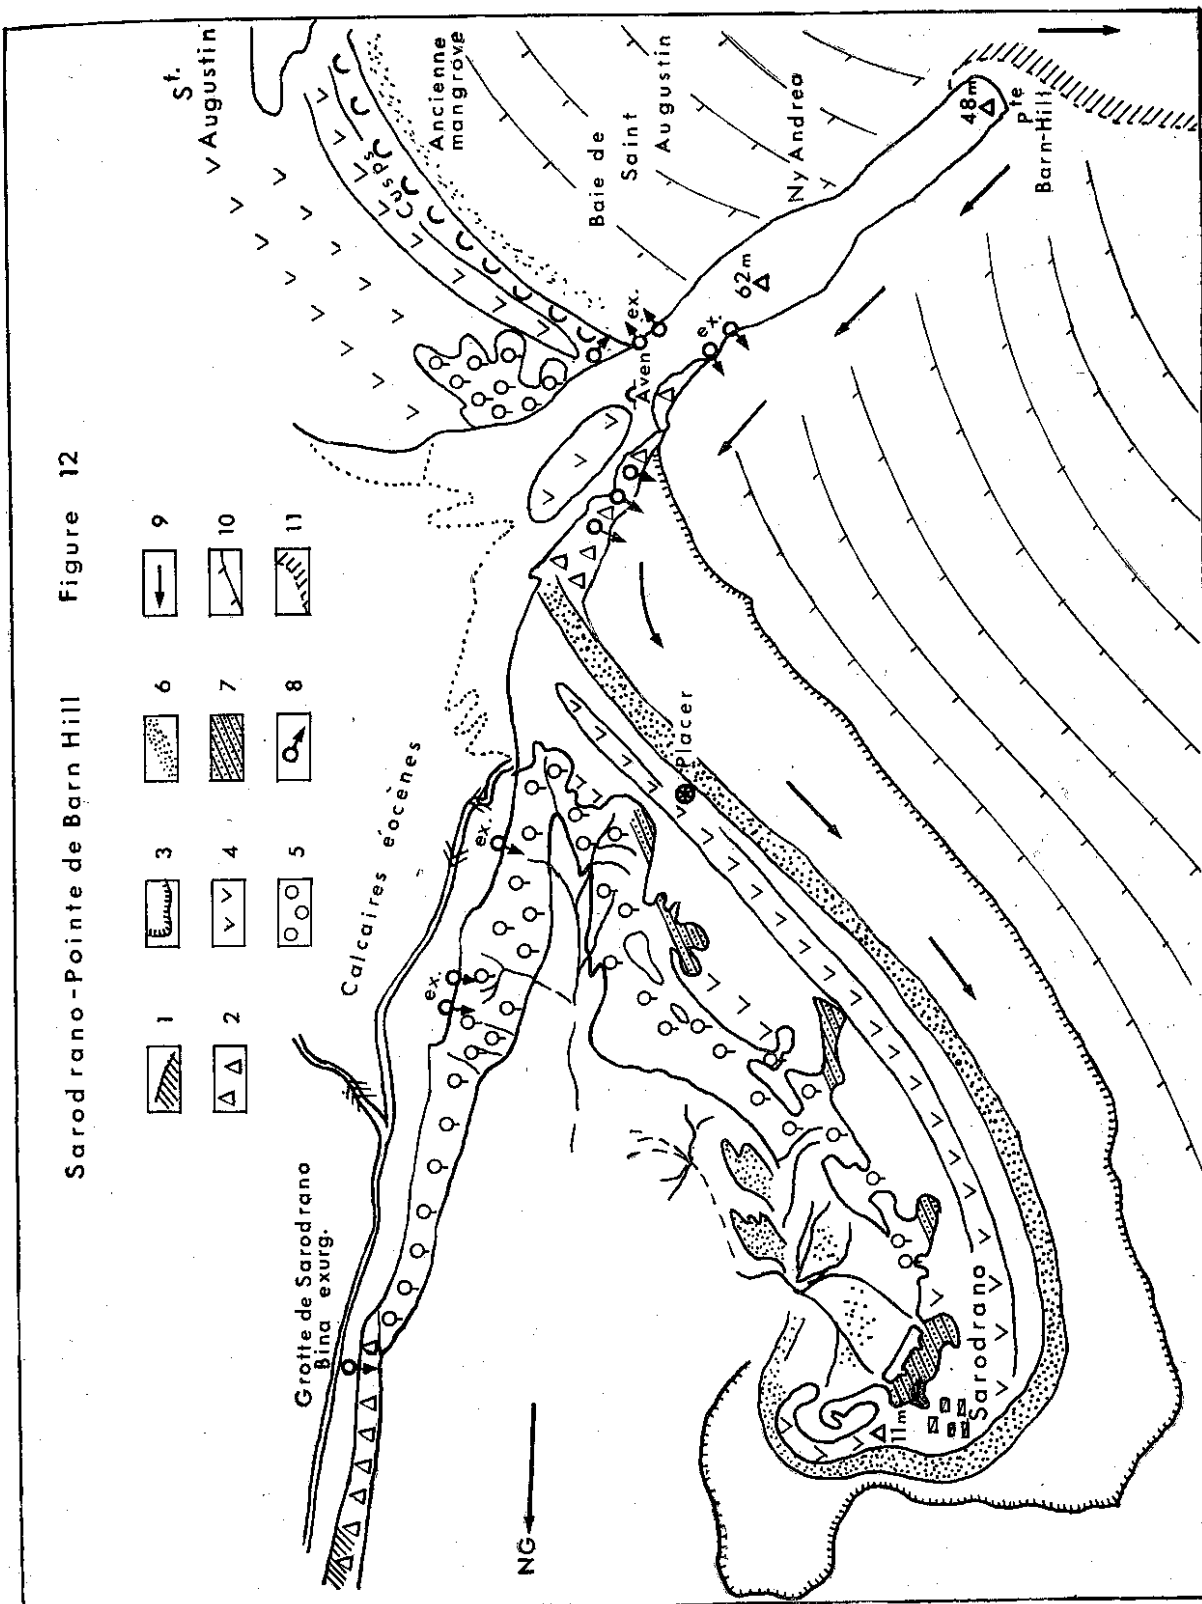 Sarodrano-Pointe de Barn Hill Figure 12
1 3 6 9
2 4 7 10
5 8 11
Grotte de Sarodrano
Bina exurg.
Calcaires éocènes
St.
Augustin
Cusps
Ancienne
mangrove
Baie de
Saint
Augustin
Ny Andrea
48m
Pte
Barn-Hill
62m
ex.
ex.
Aven
ex.
ex.
Placer
NG
11m
Sarodrano